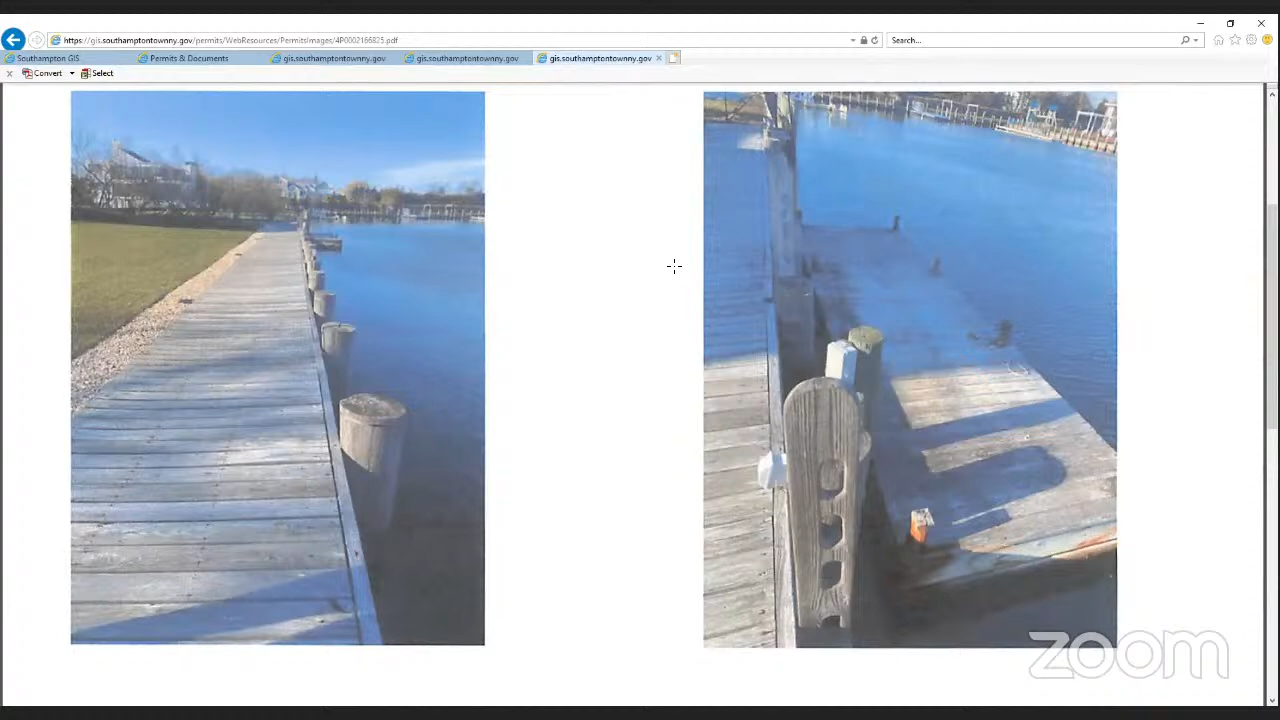 https://gis.southamptontownny.gov/permits/WebResources/PermitsImages/4P0002166825.pdf
Search...
Southampton GIS
Permits & Documents
gis.southamptontownny.gov
gis.southamptontownny.gov
gis.southamptontownny.gov
Convert
Select
zoom